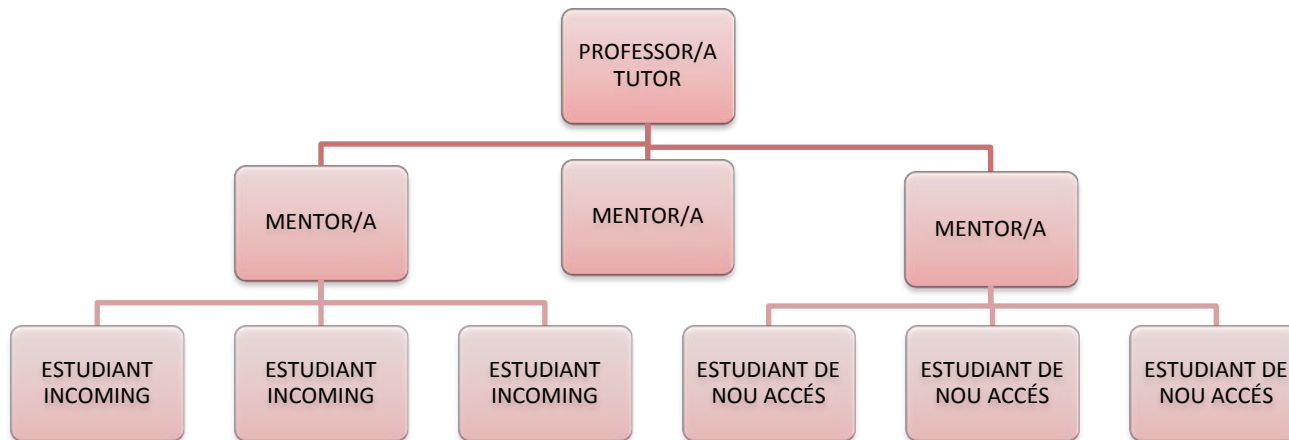 PROFESSOR/A
TUTOR
MENTOR/A
MENTOR/A
MENTOR/A
ESTUDIANT
INCOMING
ESTUDIANT
INCOMING
ESTUDIANT
INCOMING
ESTUDIANT DE
NOU ACCÉS
ESTUDIANT DE
NOU ACCÉS
ESTUDIANT DE
NOU ACCÉS